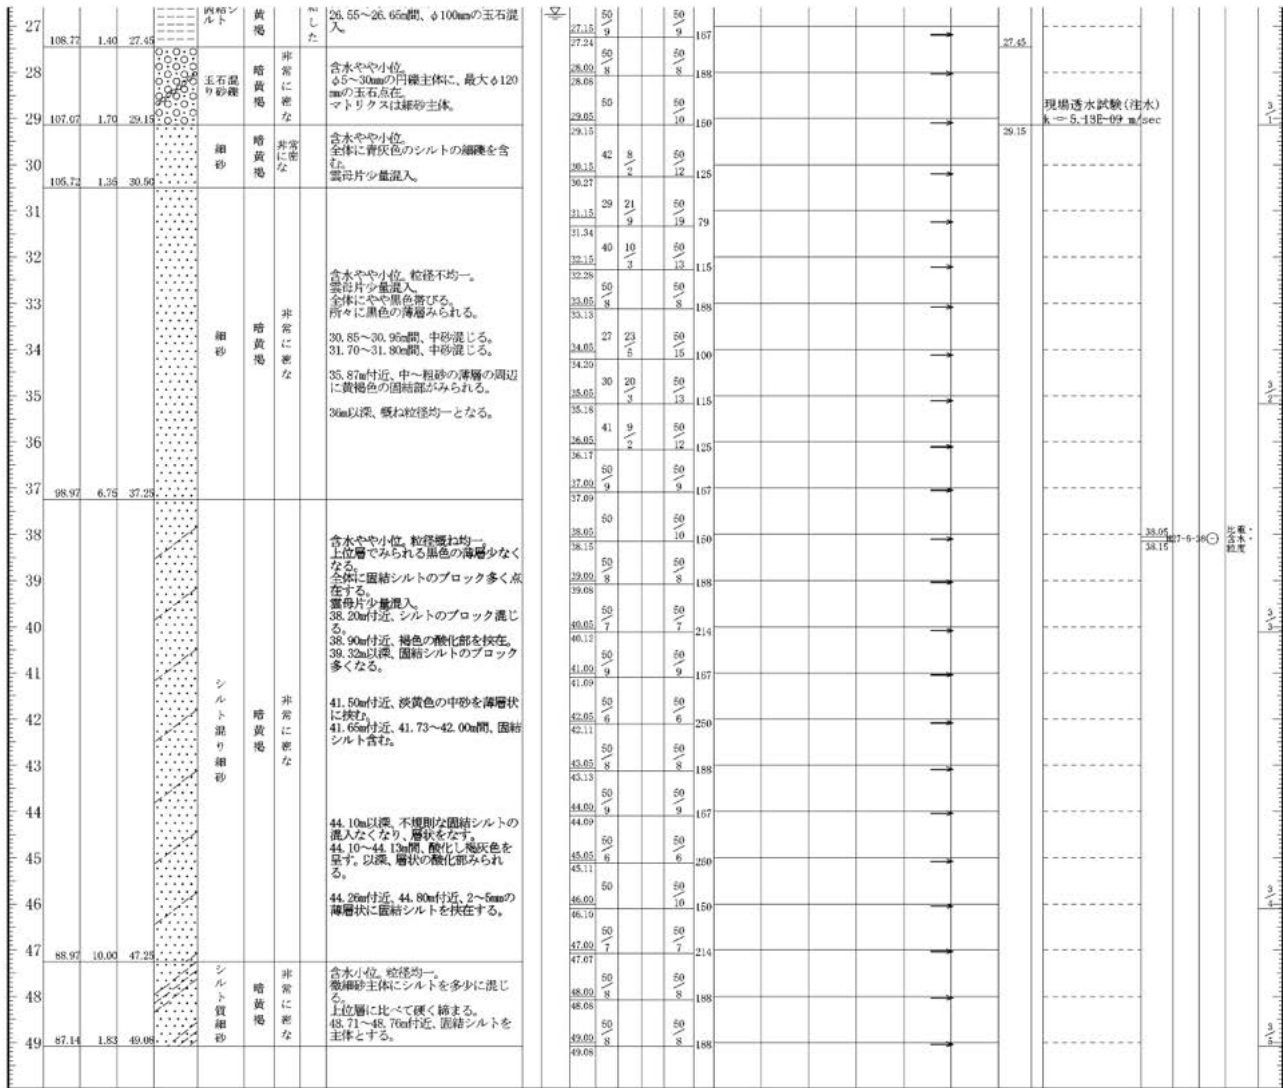 27
108.77 1.40 27.45
固結シルト
黄褐
した
26.55～26.65m間、φ100mmの玉石混
入。
28
107.07 1.70 29.15
玉石混り砂礫
暗黄褐
非常に密な
含水やや小位。
φ5～30mmの円礫主体に、最大φ120
mmの玉石点在。
マトリクスは細砂主体。
29
30
105.72 1.35 30.50
細砂
暗黄褐
非常に密な
含水やや小位。
全体に青灰色のシルトの細礫を含
む。
雲母片少量混入。
31
32
33
34
35
36
37
98.97 6.75 37.25
細砂
暗黄褐
非常に密な
含水やや小位。粒径不均一。
雲母片少量混入。
全体にやや黒色帯びる。
所々に黒色の薄層みられる。
30.85～30.95m間、中砂混じる。
31.70～31.80m間、中砂混じる。
35.87m付近、中～粗砂の薄層の周辺
に黄褐色の固結部がみられる。
36m以深、概ね粒径均一となる。
38
39
40
41
42
43
44
45
46
47
88.97 10.00 47.25
シルト混り細砂
暗黄褐
非常に密な
含水やや小位。粒径概ね均一。
上位層でみられる黒色の薄層少なく
なる。
全体に固結シルトのブロック多く点
在する。
雲母片少量混入。
38.20m付近、シルトのブロック混じ
る。
38.90m付近、褐色の酸化部を挟在。
39.32m以深、固結シルトのブロック
多くなる。
41.50m付近、淡黄色の中砂を薄層状
に挟む。
41.65m付近、41.73～42.00m間、固結
シルト含む。
44.10m以深、不規則な固結シルトの
混入なくなり、層状をなす。
44.10～44.13m間、酸化し褐灰色を
呈す。以深、層状の酸化部みられ
る。
44.26m付近、44.80m付近、2～5mmの
薄層状に固結シルトを挟在する。
48
49
87.14 1.83 49.08
シルト質細砂
暗黄褐
非常に密な
含水小位。粒径均一。
微細砂主体にシルトを多少に混じ
る。
上位層に比べて硬く締まる。
48.71～48.76m付近、固結シルトを
主体とする。
27.15 50/9 50/9 167
27.24
28.00 50/8 50/8 188
28.08
29.05 50 50/10 150
29.15
30.15 42 8/2 50/12 125
30.27
31.15 29 21/9 50/19 79
31.34
32.15 40 10/3 50/13 115
32.28
33.05 50/8 50/8 188
33.13
34.05 27 23/5 50/15 100
34.20
35.05 30 20/3 50/13 115
35.18
36.05 41 9/2 50/12 125
36.17
37.00 50/9 50/9 167
37.09
38.05 50 50/10 150
38.15
39.00 50/8 50/8 188
39.08
40.05 50/7 50/7 214
40.12
41.00 50/9 50/9 167
41.09
42.05 50/6 50/6 250
42.11
43.05 50/8 50/8 188
43.13
44.00 50/9 50/9 167
44.09
45.05 50/6 50/6 250
45.11
46.00 50 50/10 150
46.10
47.00 50/7 50/7 214
47.07
48.00 50/8 50/8 188
48.08
49.00 50/8 50/8 188
49.08
27.45
29.15
現場透水試験(注水)
k = 5.13E-09 m/sec
38.05
38.15
比重・
含水・
粒度
3/1
3/2
3/3
3/4
3/5